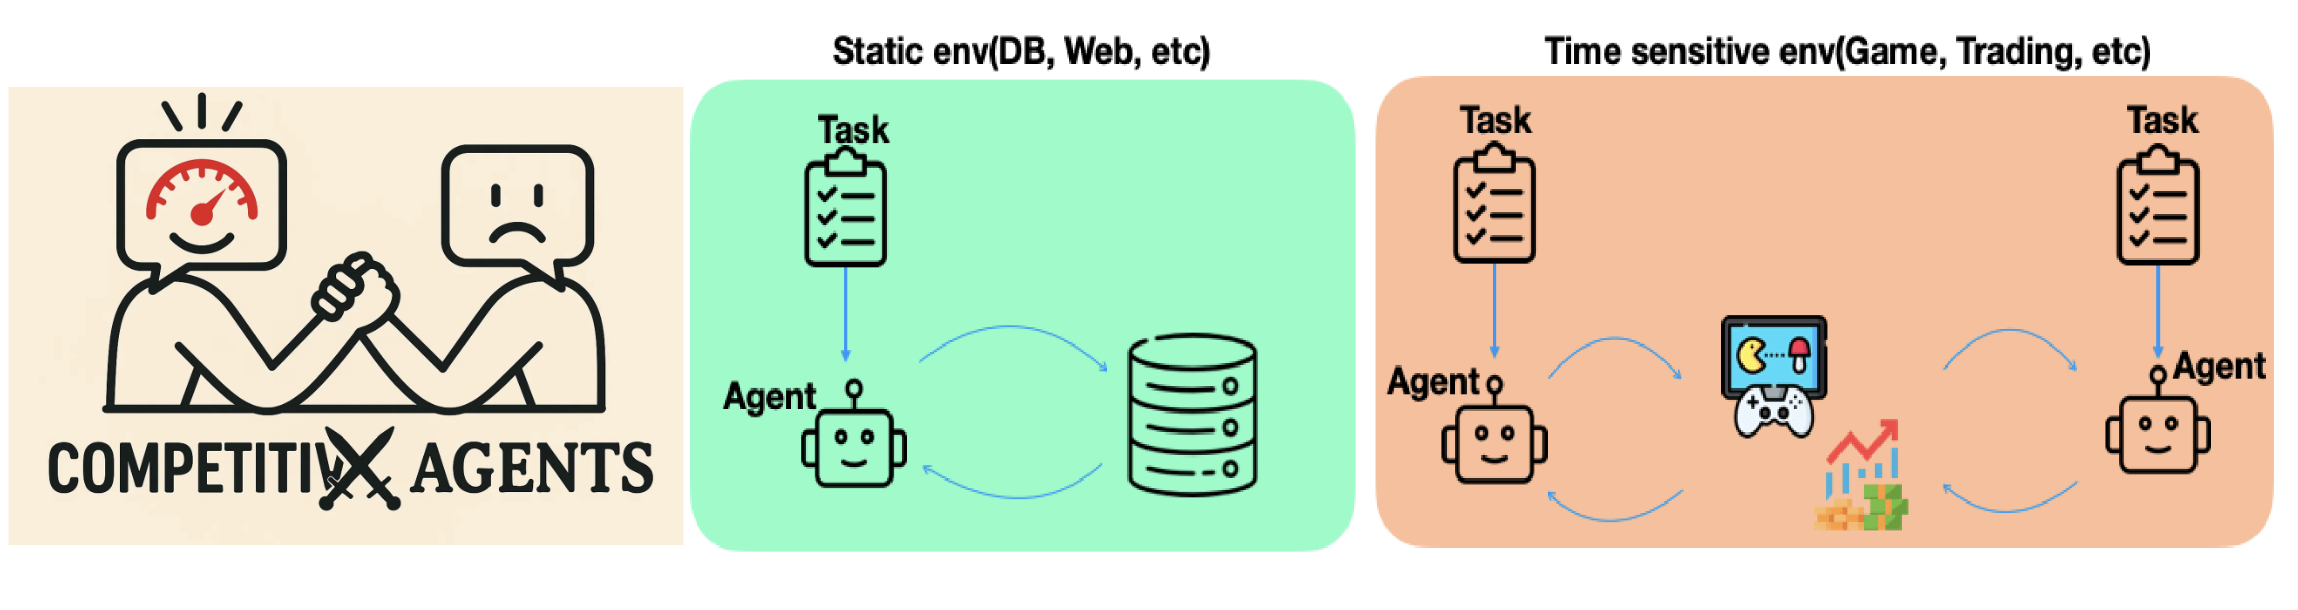 COMPETITIV AGENTS
Static env(DB, Web, etc)
Task
Agent
Time sensitive env(Game, Trading, etc)
Task
Task
Agent
Agent